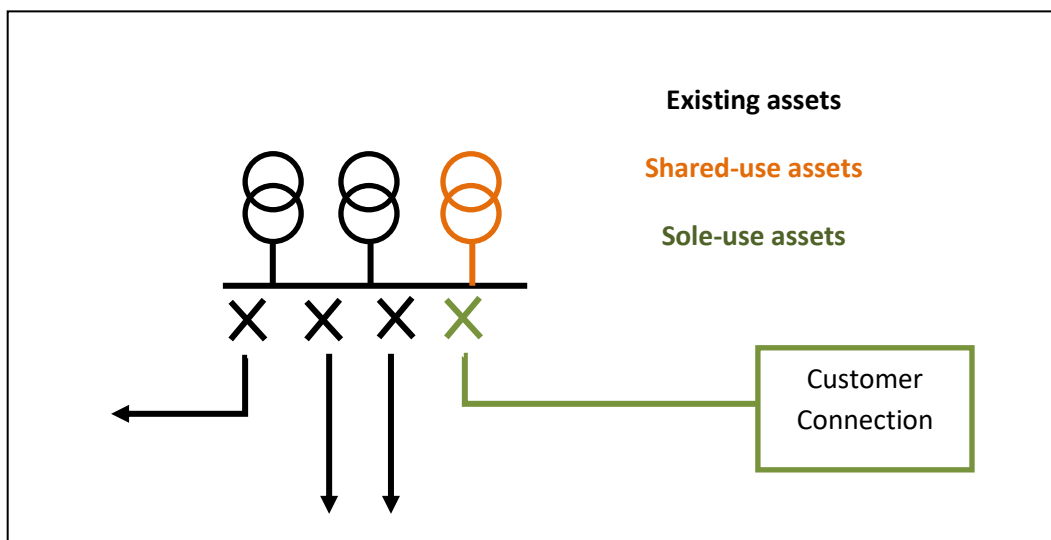 Existing assets
Shared-use assets
Sole-use assets
Customer
Connection